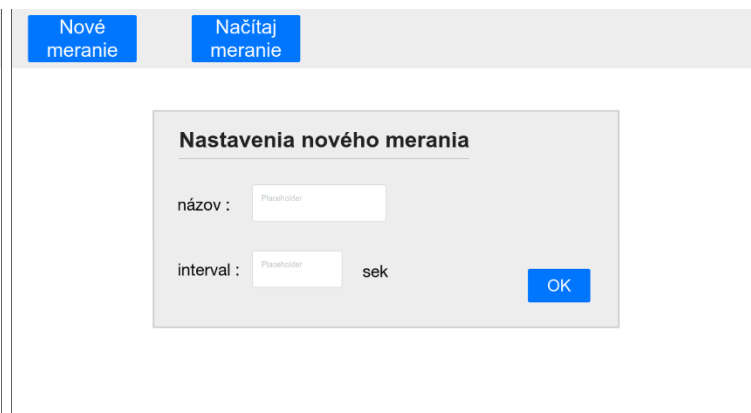 Nové
meranie
Načítaj
meranie
Nastavenia nového merania
názov :
Placeholder
interval :
Placeholder
sek
OK